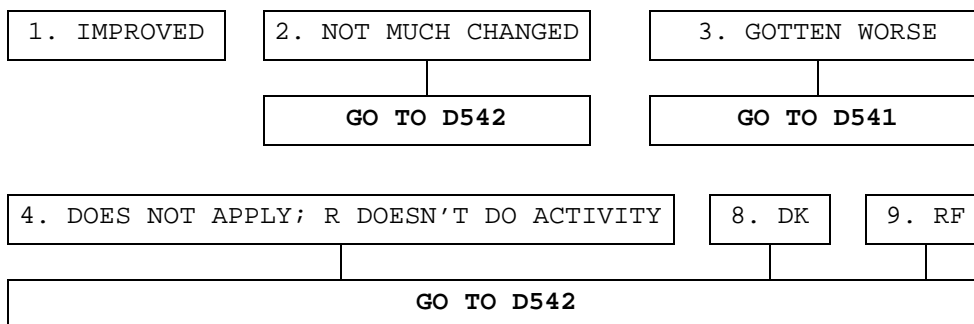 1. IMPROVED 2. NOT MUCH CHANGED 3. GOTTEN WORSE
GO TO D542 GO TO D541
4. DOES NOT APPLY; R DOESN'T DO ACTIVITY 8. DK 9. RF
GO TO D542